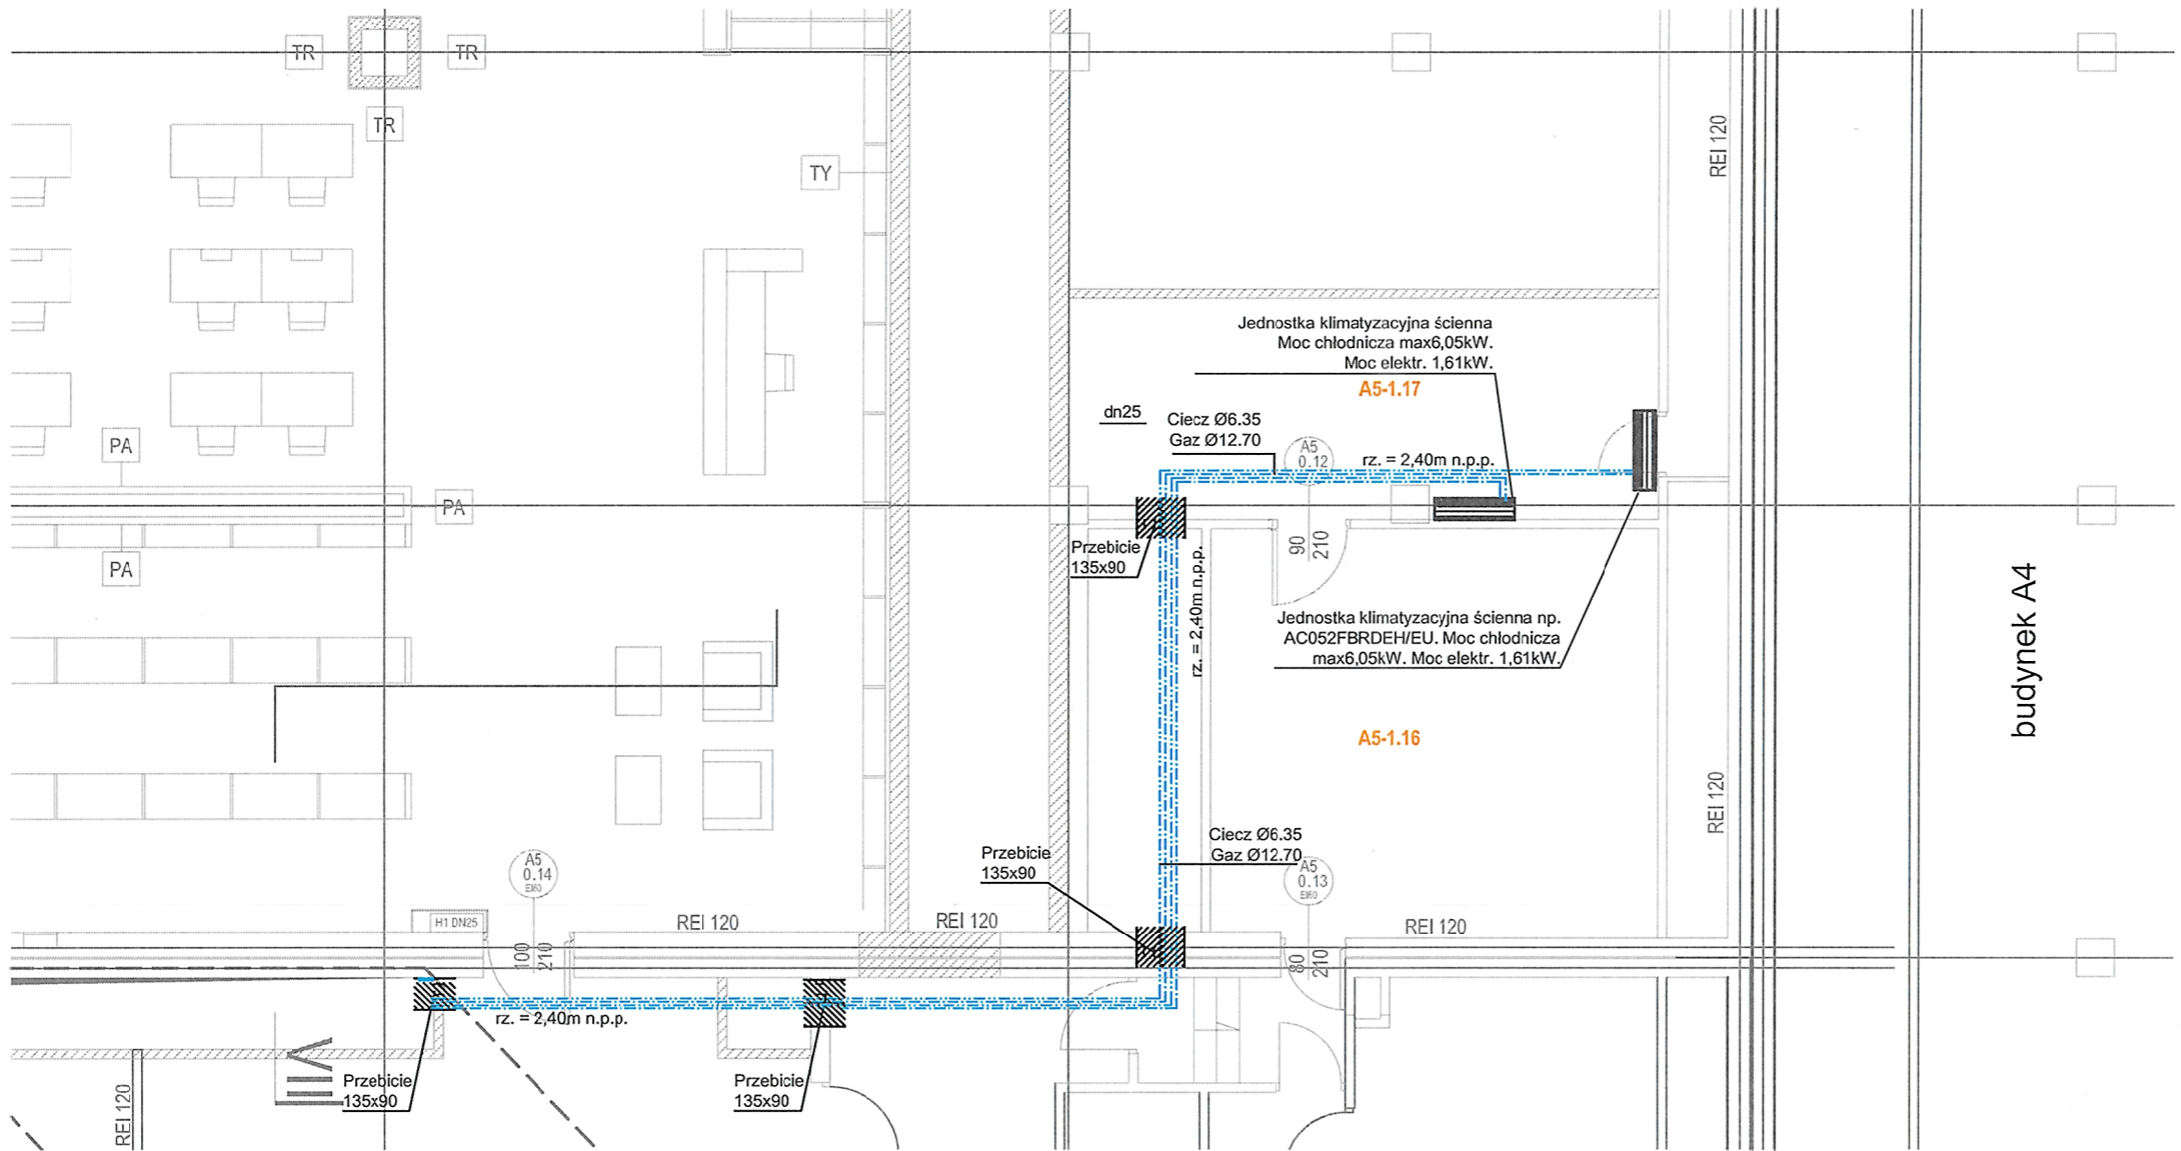 TR
TR
TR
TY
REI 120
Jednostka klimatyzacyjna ścienna
Moc chłodnicza max6,05kW.
Moc elektr. 1,61kW.
A5-1.17
dn25
Ciecz Ø6.35
Gaz Ø12.70
A5
0.12
rz. = 2,40m n.p.p.
PA
PA
PA
Przebicie
135x90
90
210
rz. = 2,40m n.p.p.
Jednostka klimatyzacyjna ścienna np.
AC052FBRDEH/EU. Moc chłodnicza
max6,05kW. Moc elektr. 1,61kW.
budynek A4
A5-1.16
REI 120
Ciecz Ø6.35
Gaz Ø12.70
Przebicie
135x90
A5
0.14
EI60
A5
0.13
EI60
H1 DN25
REI 120
REI 120
REI 120
100
210
80
210
rz. = 2,40m n.p.p.
Przebicie
135x90
Przebicie
135x90
REI 120